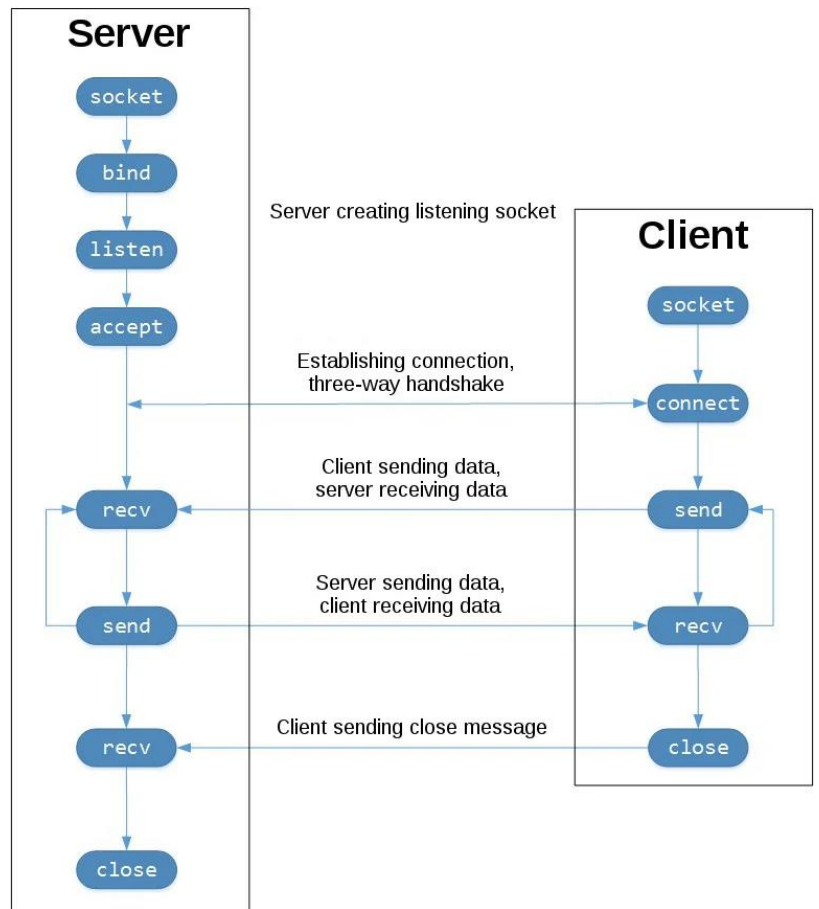 Server
socket
bind
listen
accept
recv
send
recv
close
Server creating listening socket
Establishing connection,
three-way handshake
Client sending data,
server receiving data
Server sending data,
client receiving data
Client sending close message
Client
socket
connect
send
recv
close